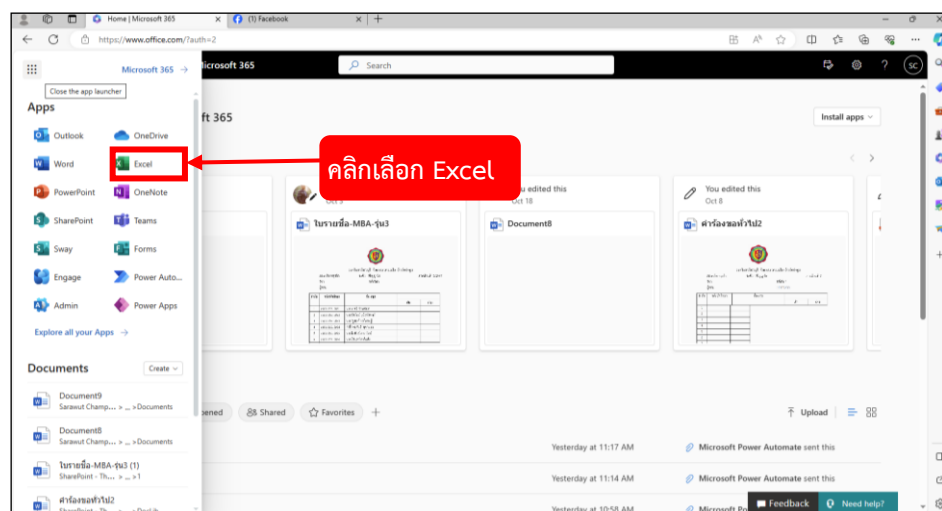 Home | Microsoft 365
(1) Facebook
https://www.office.com/?auth=2
Microsoft 365 →
licrosoft 365
Search
SC
Close the app launcher
Apps
ft 365
Install apps
Outlook
OneDrive
Word
Excel
คลิกเลือก Excel
PowerPoint
OneNote
SharePoint
Teams
Sway
Forms
Engage
Power Auto...
Admin
Power Apps
Explore all your Apps →
u edited this
Oct 18
You edited this
Oct 8
ใบรายชื่อ-MBA-รุ่น3
Document8
คำร้องขอทั่วไป2
Documents
Create
Document9
Sarawut Champ... > ... > Documents
Document8
Sarawut Champ... > ... > Documents
ใบรายชื่อ-MBA-รุ่น3 (1)
SharePoint - Th... > ... > 1
คำร้องขอทั่วไป2
pened
Shared
Favorites
Upload
Yesterday at 11:17 AM
Microsoft Power Automate sent this
Yesterday at 11:14 AM
Microsoft Power Automate sent this
Yesterday at 10:58 AM
Microsoft Po
Feedback
Need help?